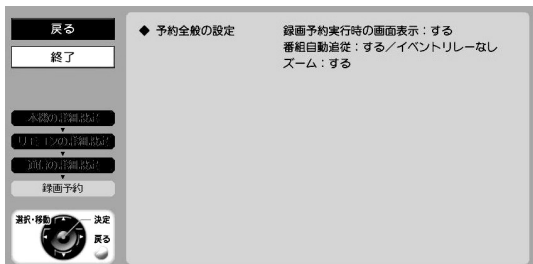 戻る
終了
録画予約
選択・移動
決定
戻る
◆ 予約全般の設定
録画予約実行時の画面表示：する
番組自動追従：する／イベントリレーなし
ズーム：する